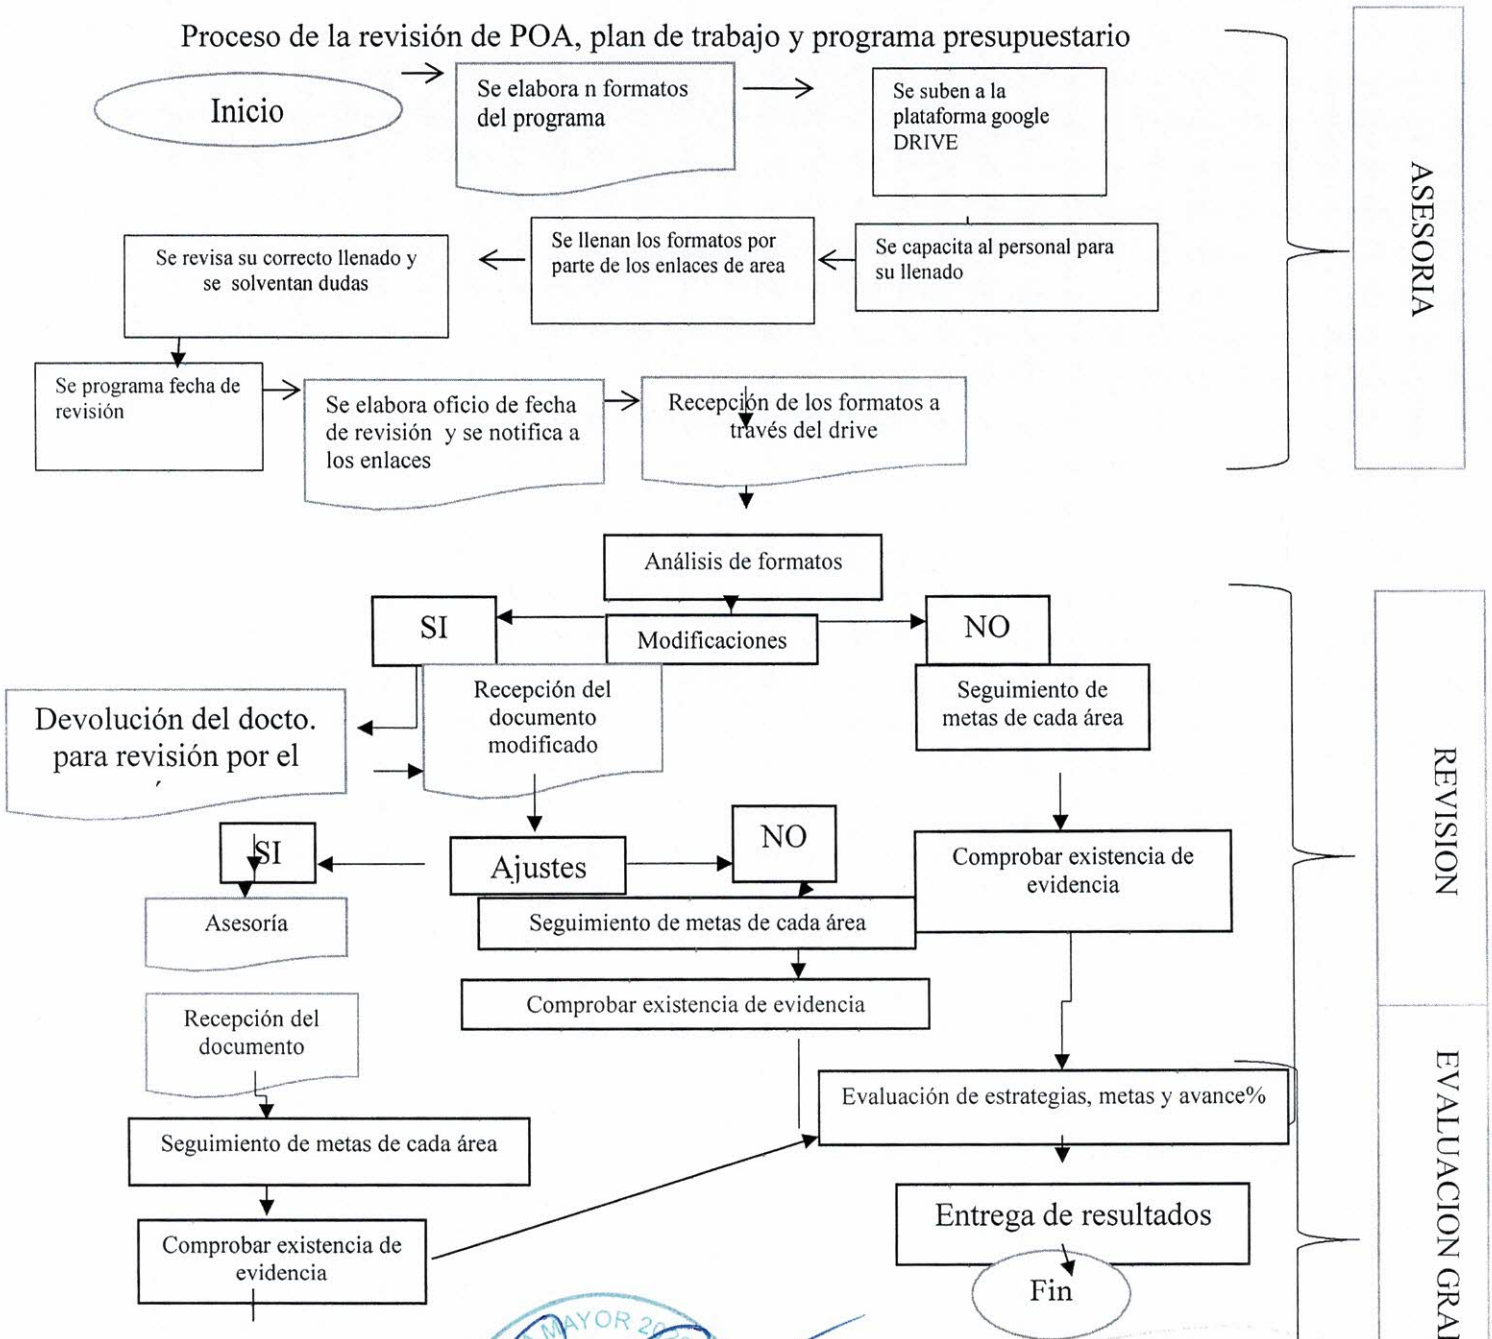 Proceso de la revisión de POA, plan de trabajo y programa presupuestario
Inicio
Se elabora n formatos
del programa
Se suben a la
plataforma google
DRIVE
Se capacita al personal para
su llenado
Se llenan los formatos por
parte de los enlaces de area
Se revisa su correcto llenado y
se solventan dudas
Se programa fecha de
revisión
Se elabora oficio de fecha
de revisión y se notifica a
los enlaces
Recepción de los formatos a
través del drive
ASESORIA
Análisis de formatos
Modificaciones
SI
NO
Devolución del docto.
para revisión por el
Recepción del
documento
modificado
Seguimiento de
metas de cada área
Comprobar existencia de
evidencia
Ajustes
SI
NO
Asesoría
Seguimiento de metas de cada área
Comprobar existencia de evidencia
Recepción del
documento
Seguimiento de metas de cada área
Comprobar existencia de
evidencia
REVISION
Evaluación de estrategias, metas y avance%
Entrega de resultados
Fin
EVALUACION
MAYOR